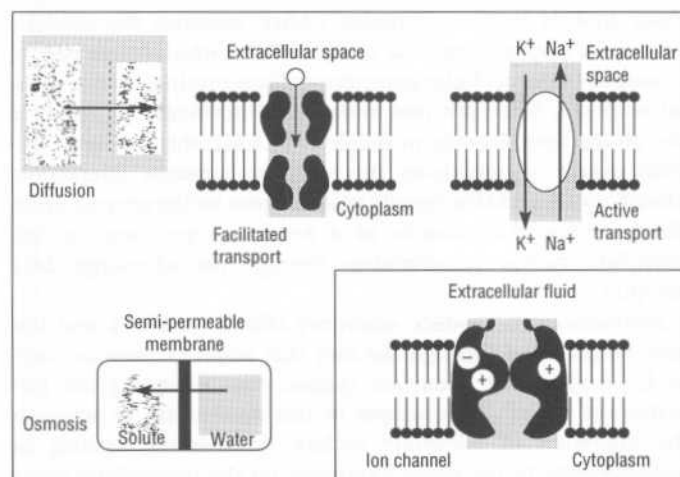 Diffusion
Extracellular space
Cytoplasm
Facilitated
transport
K+ Na+
Extracellular
space
K+ Na+
Active
transport
Semi-permeable
membrane
Osmosis
Solute
Water
Extracellular fluid
−
+
+
Ion channel
Cytoplasm